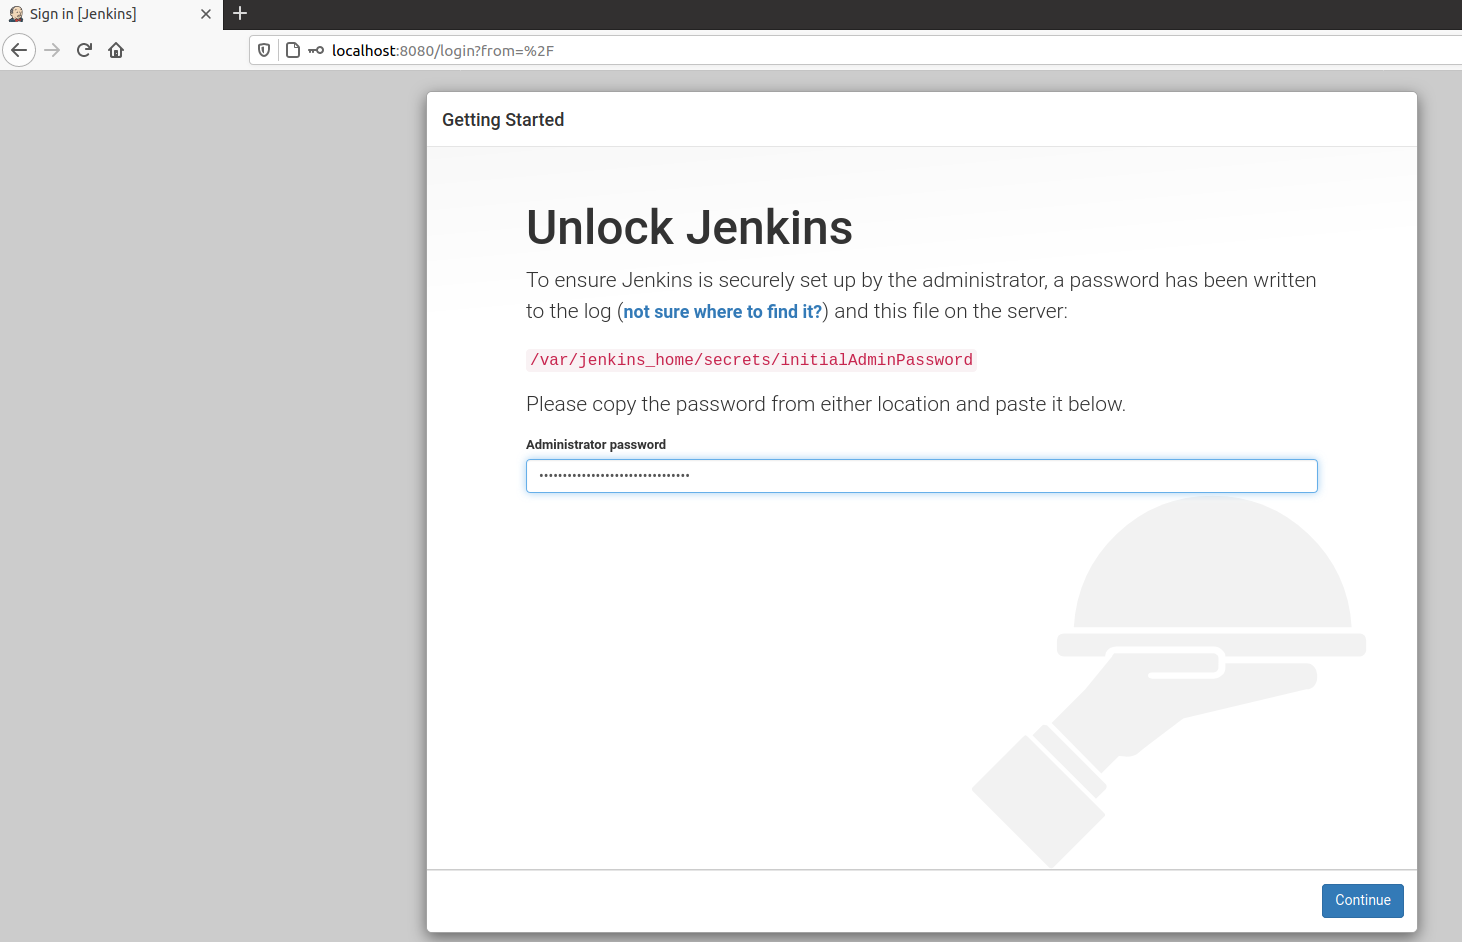 Sign in [Jenkins]
localhost:8080/login?from=%2F
Getting Started
Unlock Jenkins
To ensure Jenkins is securely set up by the administrator, a password has been written
to the log (not sure where to find it?) and this file on the server:
/var/jenkins_home/secrets/initialAdminPassword
Please copy the password from either location and paste it below.
Administrator password
••••••••••••••••••••••••••••••••
Continue